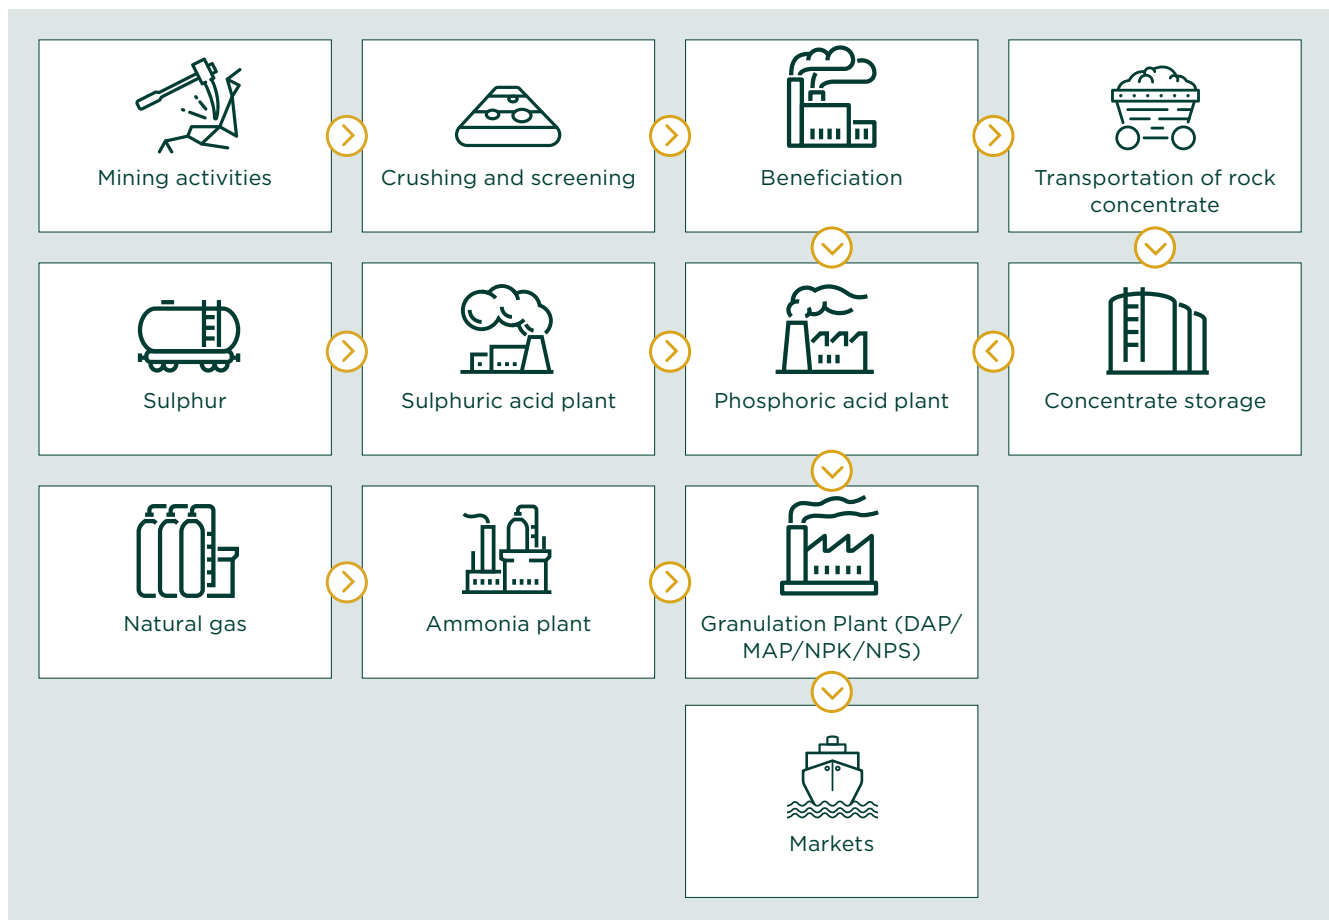 Mining activities
Crushing and screening
Beneficiation
Transportation of rock
concentrate
Sulphur
Sulphuric acid plant
Phosphoric acid plant
Concentrate storage
Natural gas
Ammonia plant
Granulation Plant (DAP/
MAP/NPK/NPS)
Markets